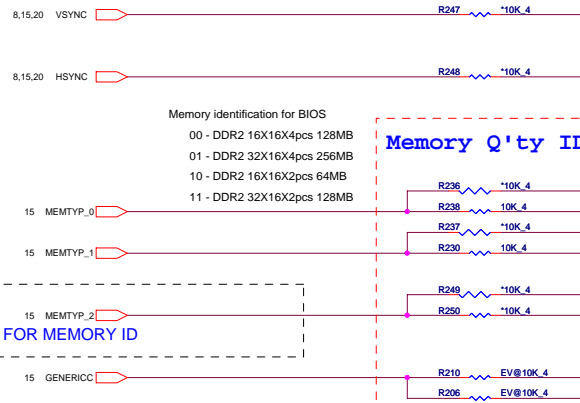 8,15,20 VSYNC R247 *10K_4
8,15,20 HSYNC R248 *10K_4
Memory identification for BIOS
00 - DDR2 16X16X4pcs 128MB
01 - DDR2 32X16X4pcs 256MB
10 - DDR2 16X16X2pcs 64MB
11 - DDR2 32X16X2pcs 128MB
Memory Q'ty ID
R236 *10K_4
15 MEMTYP_0 R238 10K_4
R237 *10K_4
15 MEMTYP_1 R230 10K_4
R249 *10K_4
15 MEMTYP_2 R250 *10K_4
FOR MEMORY ID
15 GENERICC R210 EV@10K_4
R206 EV@10K_4